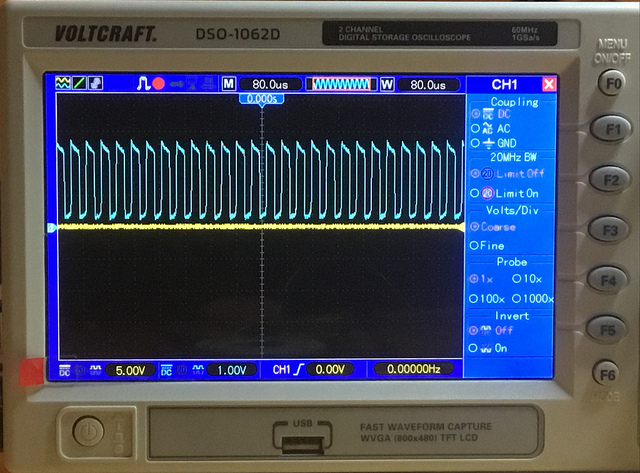 VOLTCRAFT. DSO-1062D 2 CHANNEL 60MHz
DIGITAL STORAGE OSCILLOSCOPE 1GSa/s
MENU
ON/OFF
M 80.0us W 80.0us CH1 X
0.000s
Coupling
DC
AC
GND
20MHz BW
20 Limit Off
20 Limit On
Volts/Div
Coarse
Fine
Probe
1x 10x
100x 1000x
Invert
Off
On
F0
F1
F2
F3
F4
F5
F6
DC 5.00V DC 1.00V CH1 0.00V 0.00000Hz
USB
FAST WAVEFORM CAPTURE
WVGA (800x480) TFT LCD